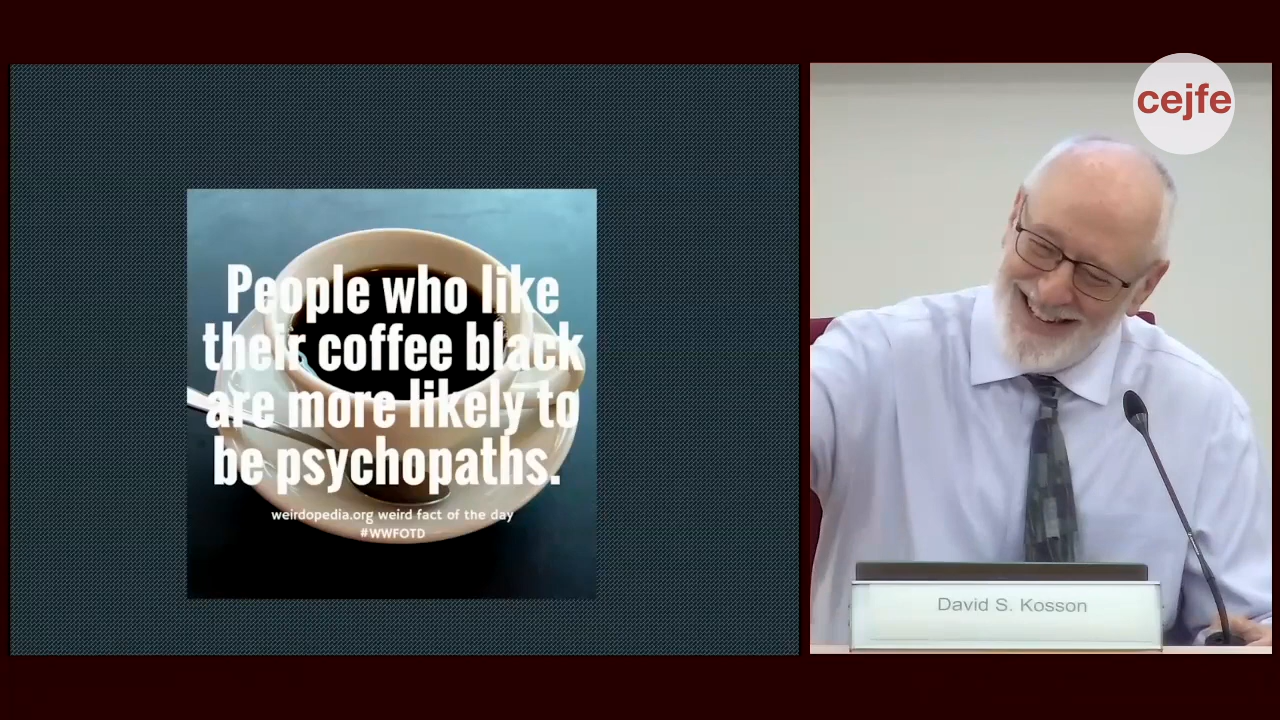 People who like
their coffee black
are more likely to
be psychopaths.
weirdopedia.org weird fact of the day
#WWFOTD
cejfe
David S. Kosson